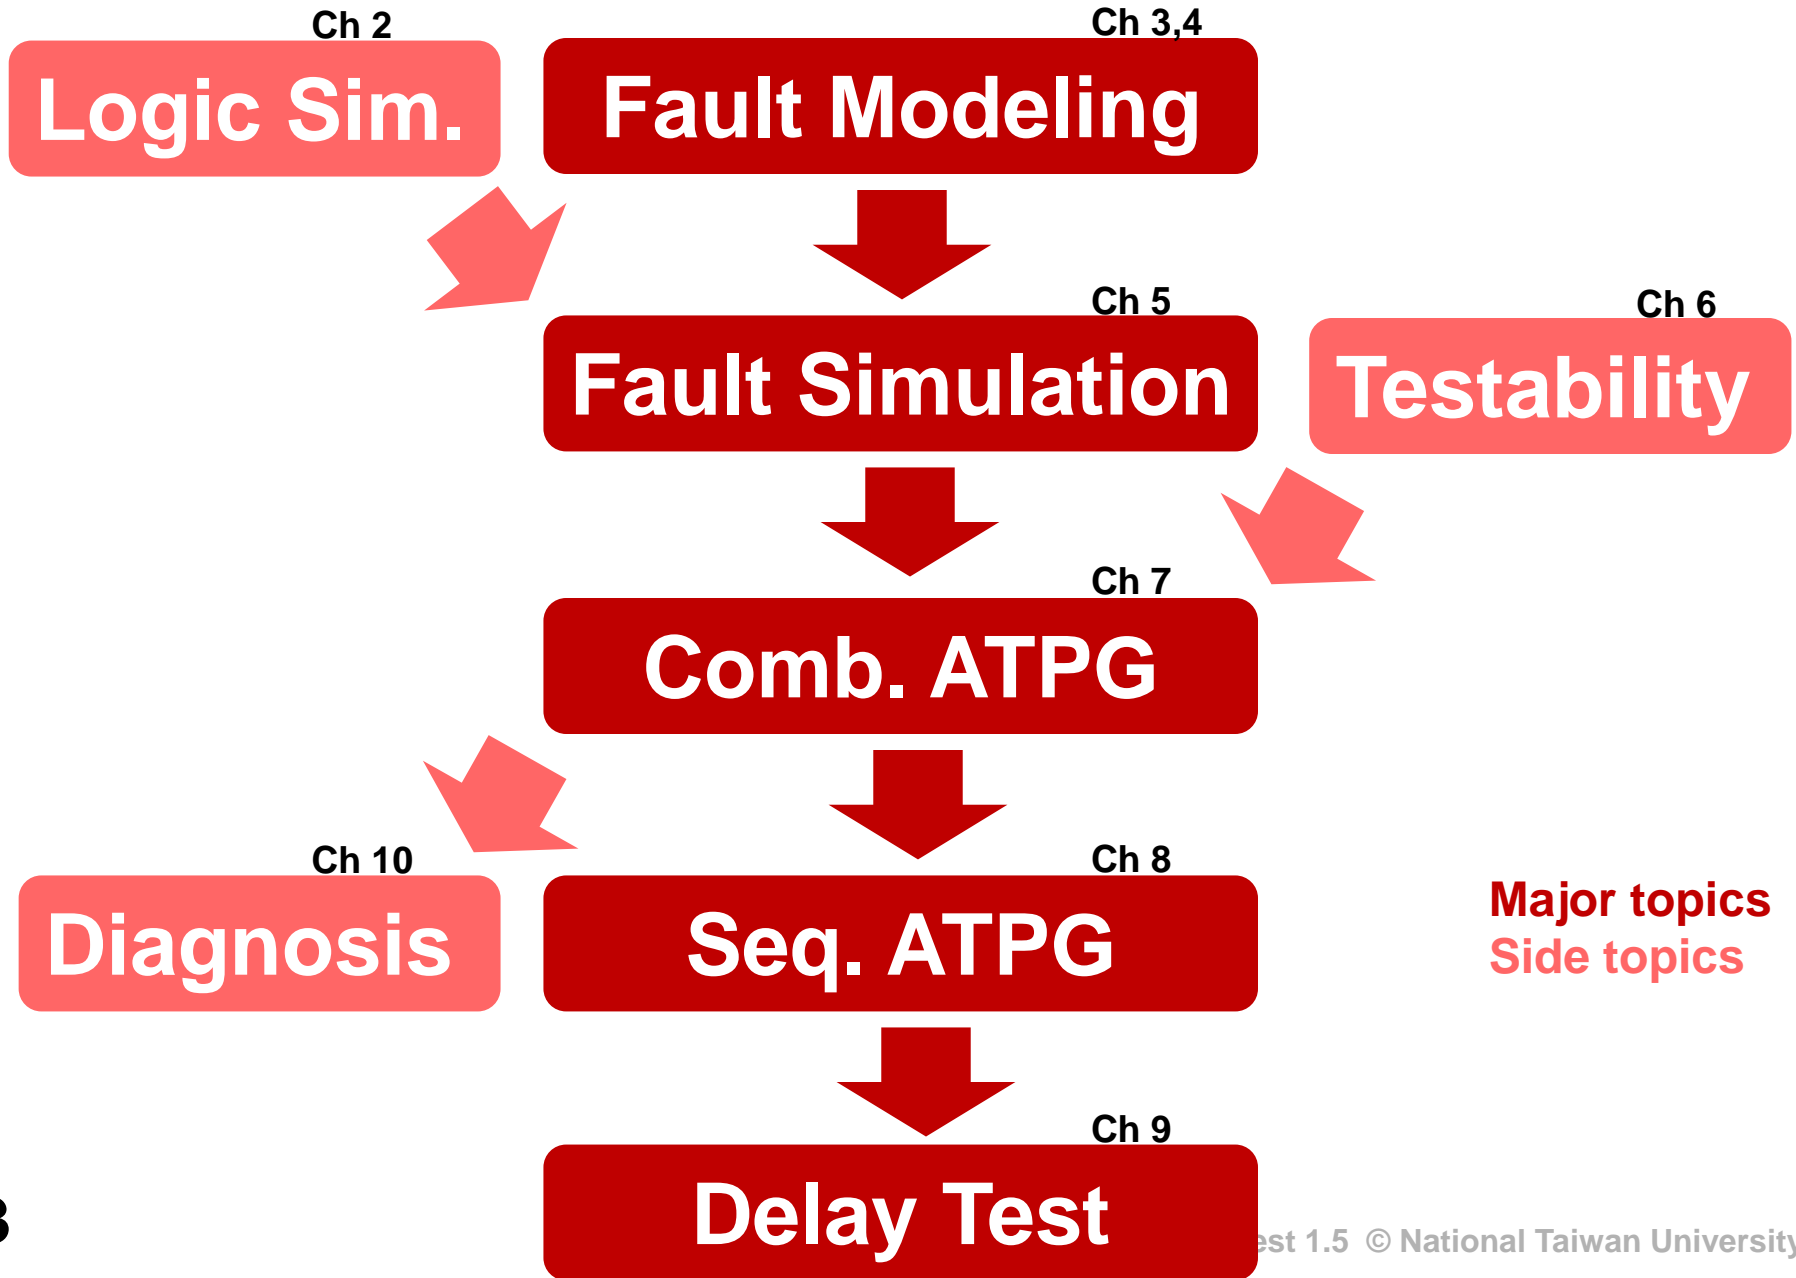 Ch 2
Logic Sim.
Ch 3,4
Fault Modeling
Ch 5
Fault Simulation
Ch 6
Testability
Ch 7
Comb. ATPG
Ch 10
Diagnosis
Ch 8
Seq. ATPG
Major topics
Side topics
Ch 9
Delay Test
1.5 © National Taiwan University